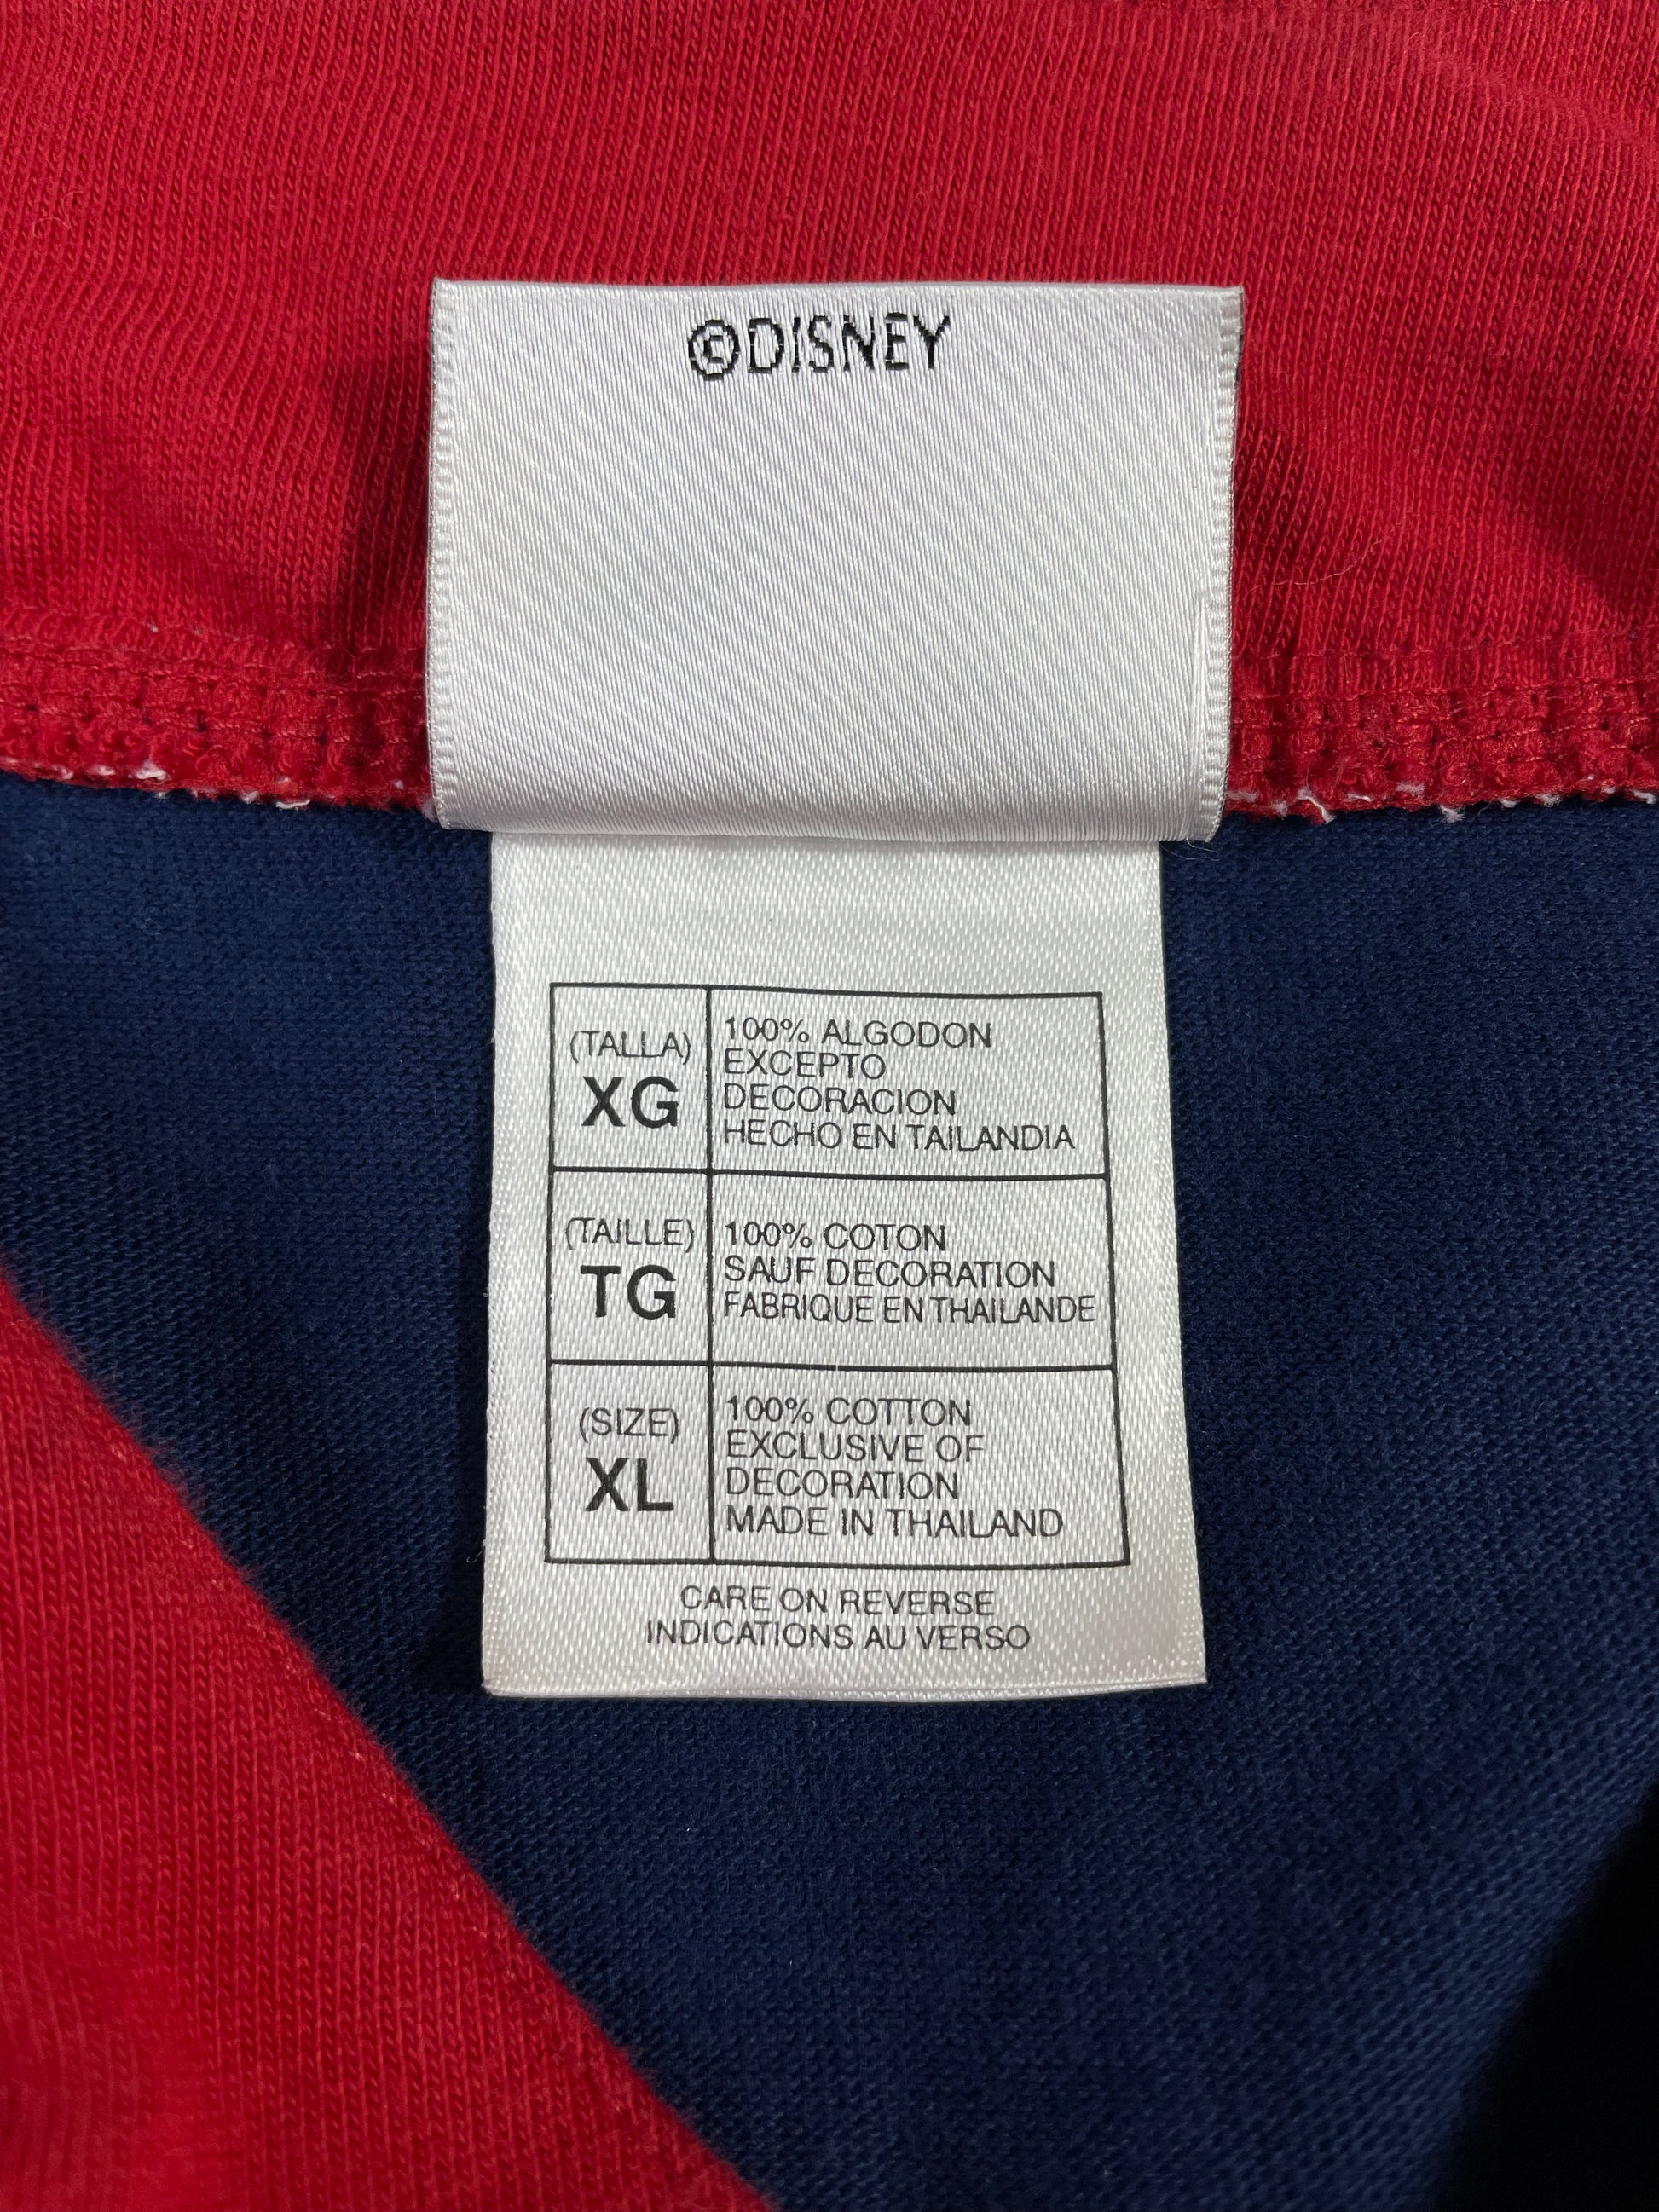 ©DISNEY
(TALLA)
XG
100% ALGODON
EXCEPTO
DECORACION
HECHO EN TAILANDIA
(TAILLE)
TG
100% COTON
SAUF DECORATION
FABRIQUE EN THAILANDE
(SIZE)
XL
100% COTTON
EXCLUSIVE OF
DECORATION
MADE IN THAILAND
CARE ON REVERSE
INDICATIONS AU VERSO